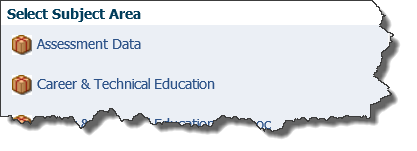 Select Subject Area
Assessment Data
Career & Technical Education
&